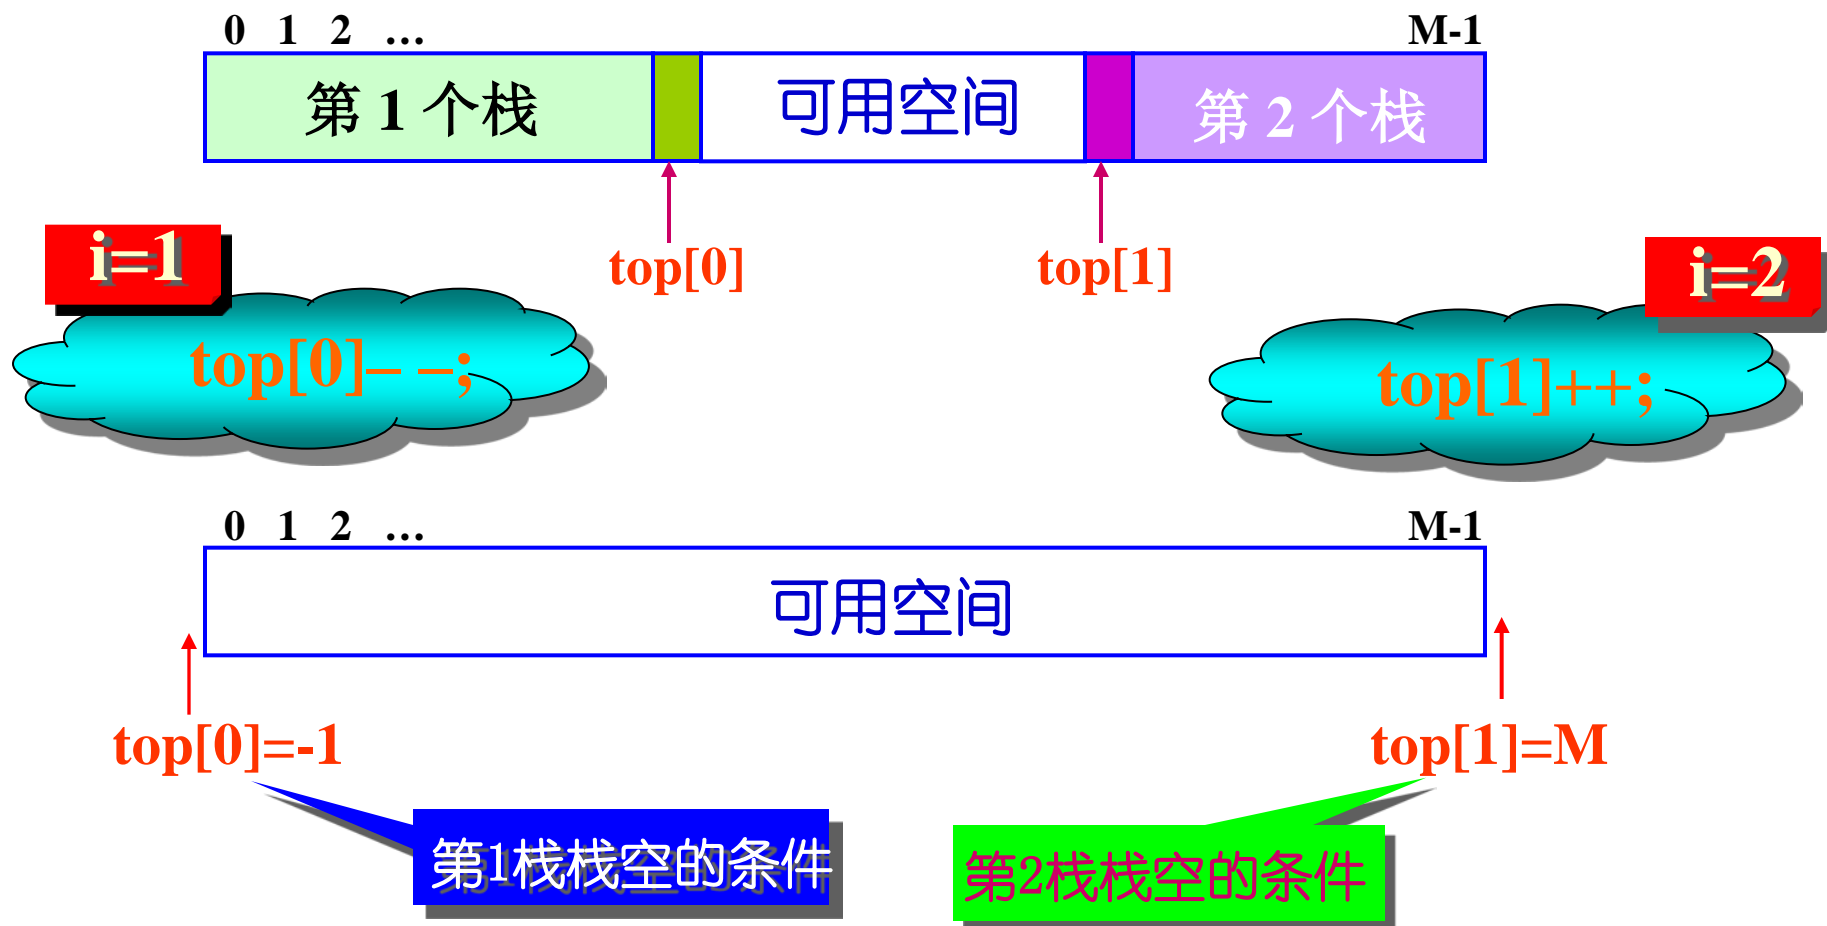 0 1 2 … M-1
第 1 个栈 可用空间 第 2 个栈
top[0] top[1]
i=1 i=2
top[0]– –; top[1]++;
0 1 2 … M-1
可用空间
top[0]=-1 top[1]=M
第1栈栈空的条件 第2栈栈空的条件